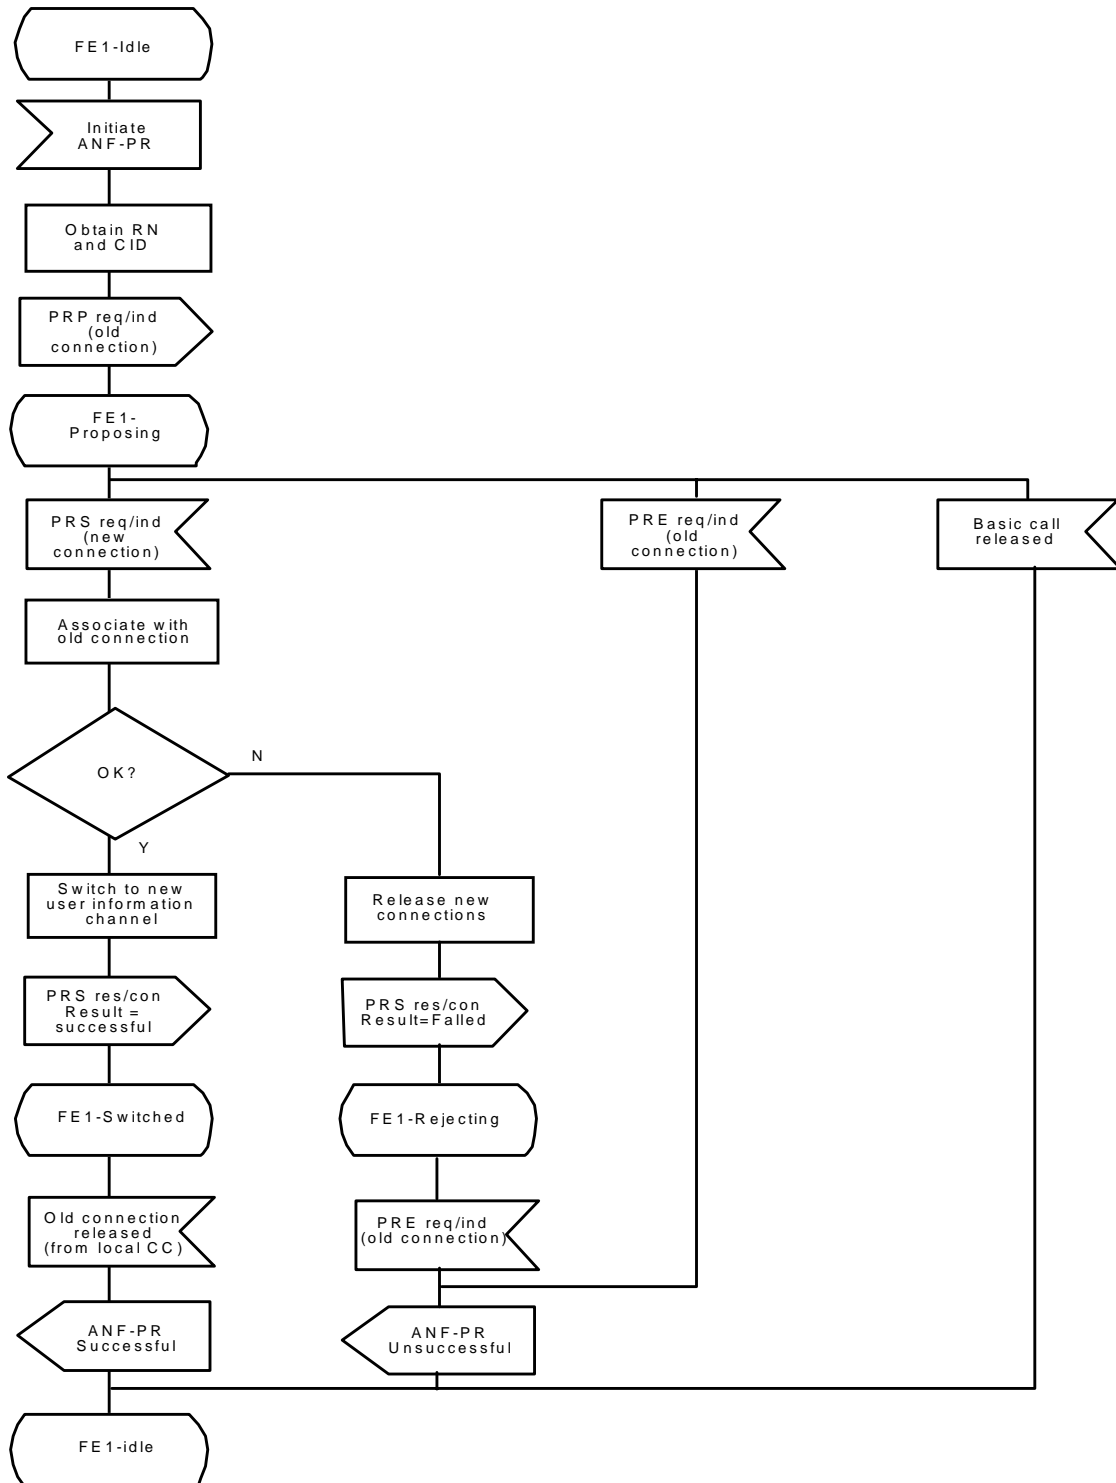 FE1-Idle
Initiate
ANF-PR
Obtain RN
and CID
PRP req/ind
(old
connection)
FE1-
Proposing
PRS req/ind
(new
connection)
PRE req/ind
(old
connection)
Basic call
released
Associate with
old connection
OK?
N
Y
Switch to new
user information
channel
Release new
connections
PRS res/con
Result =
successful
PRS res/con
Result=Falled
FE1-Switched
FE1-Rejecting
Old connection
released
(from local CC)
PRE req/ind
(old connection)
ANF-PR
Successful
ANF-PR
Unsuccessful
FE1-idle